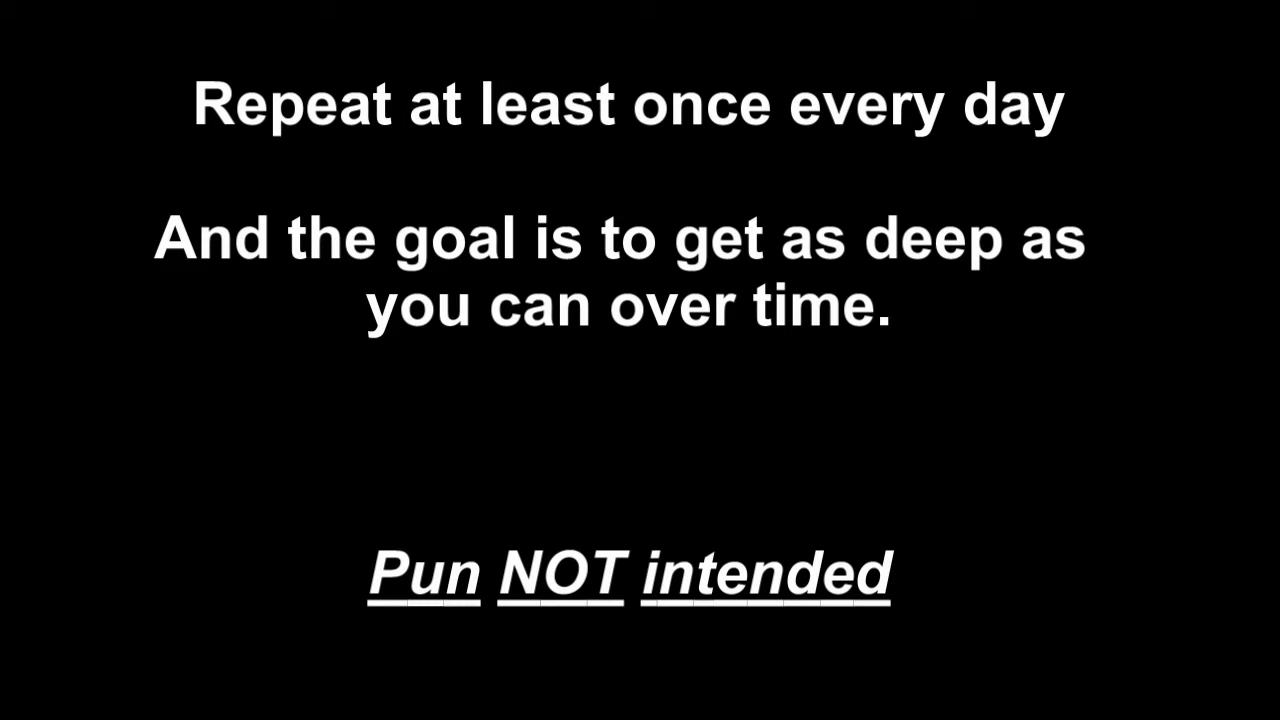 Repeat at least once every day
And the goal is to get as deep as
you can over time.
Pun NOT intended